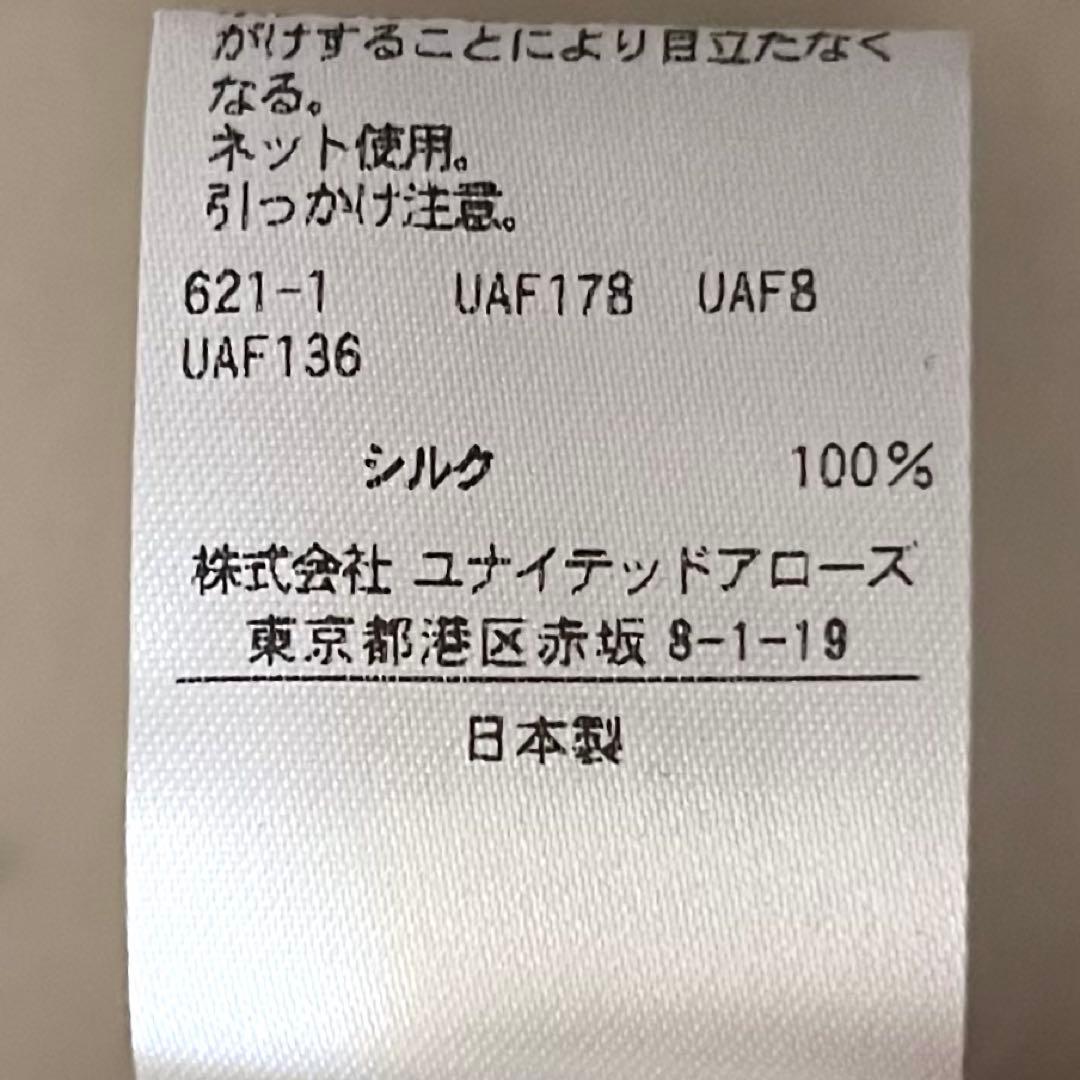 がけすることにより目立たなく
なる。
ネット使用。
引っかけ注意。
621-1 UAF178 UAF8
UAF136
シルク 100%
株式会社 ユナイテッドアローズ
東京都港区赤坂 8-1-19
日本製